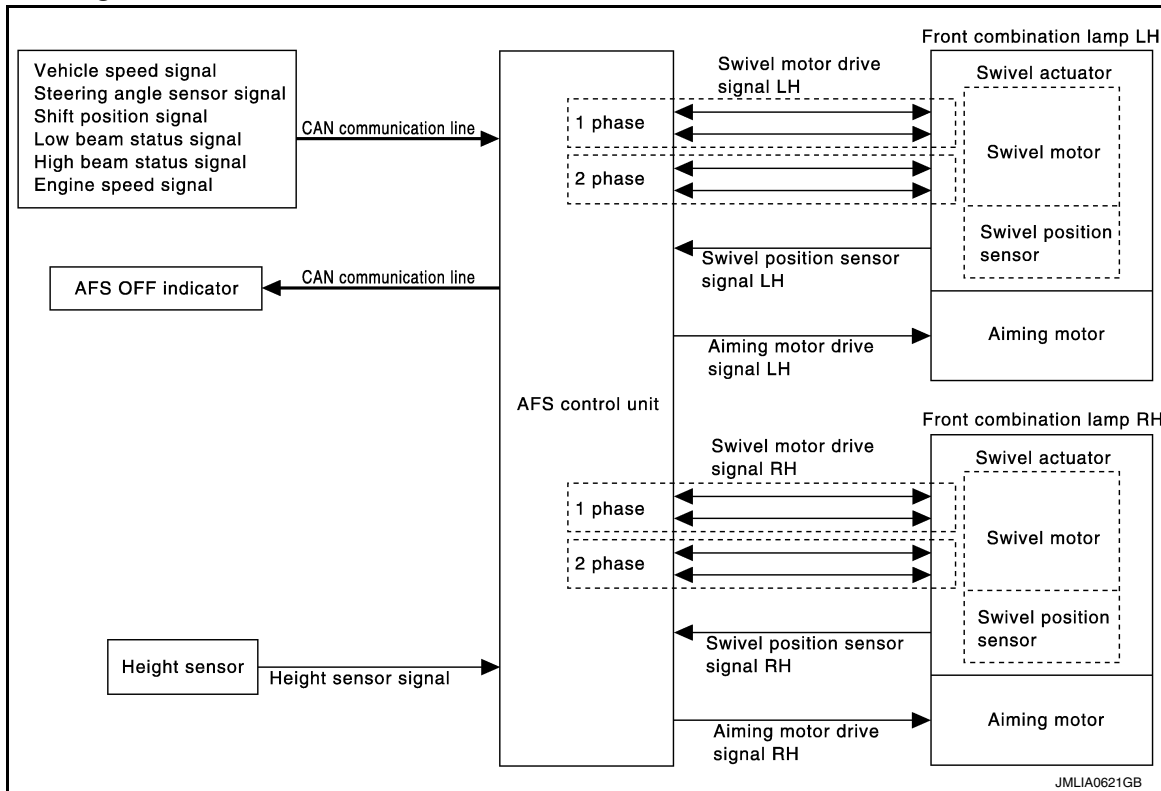 Vehicle speed signal
Steering angle sensor signal
Shift position signal
Low beam status signal
High beam status signal
Engine speed signal
CAN communication line
AFS OFF indicator
CAN communication line
Height sensor
Height sensor signal
AFS control unit
Front combination lamp LH
Swivel motor drive
signal LH
1 phase
2 phase
Swivel actuator
Swivel motor
Swivel position
sensor
Swivel position sensor
signal LH
Aiming motor drive
signal LH
Aiming motor
Front combination lamp RH
Swivel motor drive
signal RH
1 phase
2 phase
Swivel actuator
Swivel motor
Swivel position
sensor
Swivel position sensor
signal RH
Aiming motor drive
signal RH
Aiming motor
JMLIA0621GB